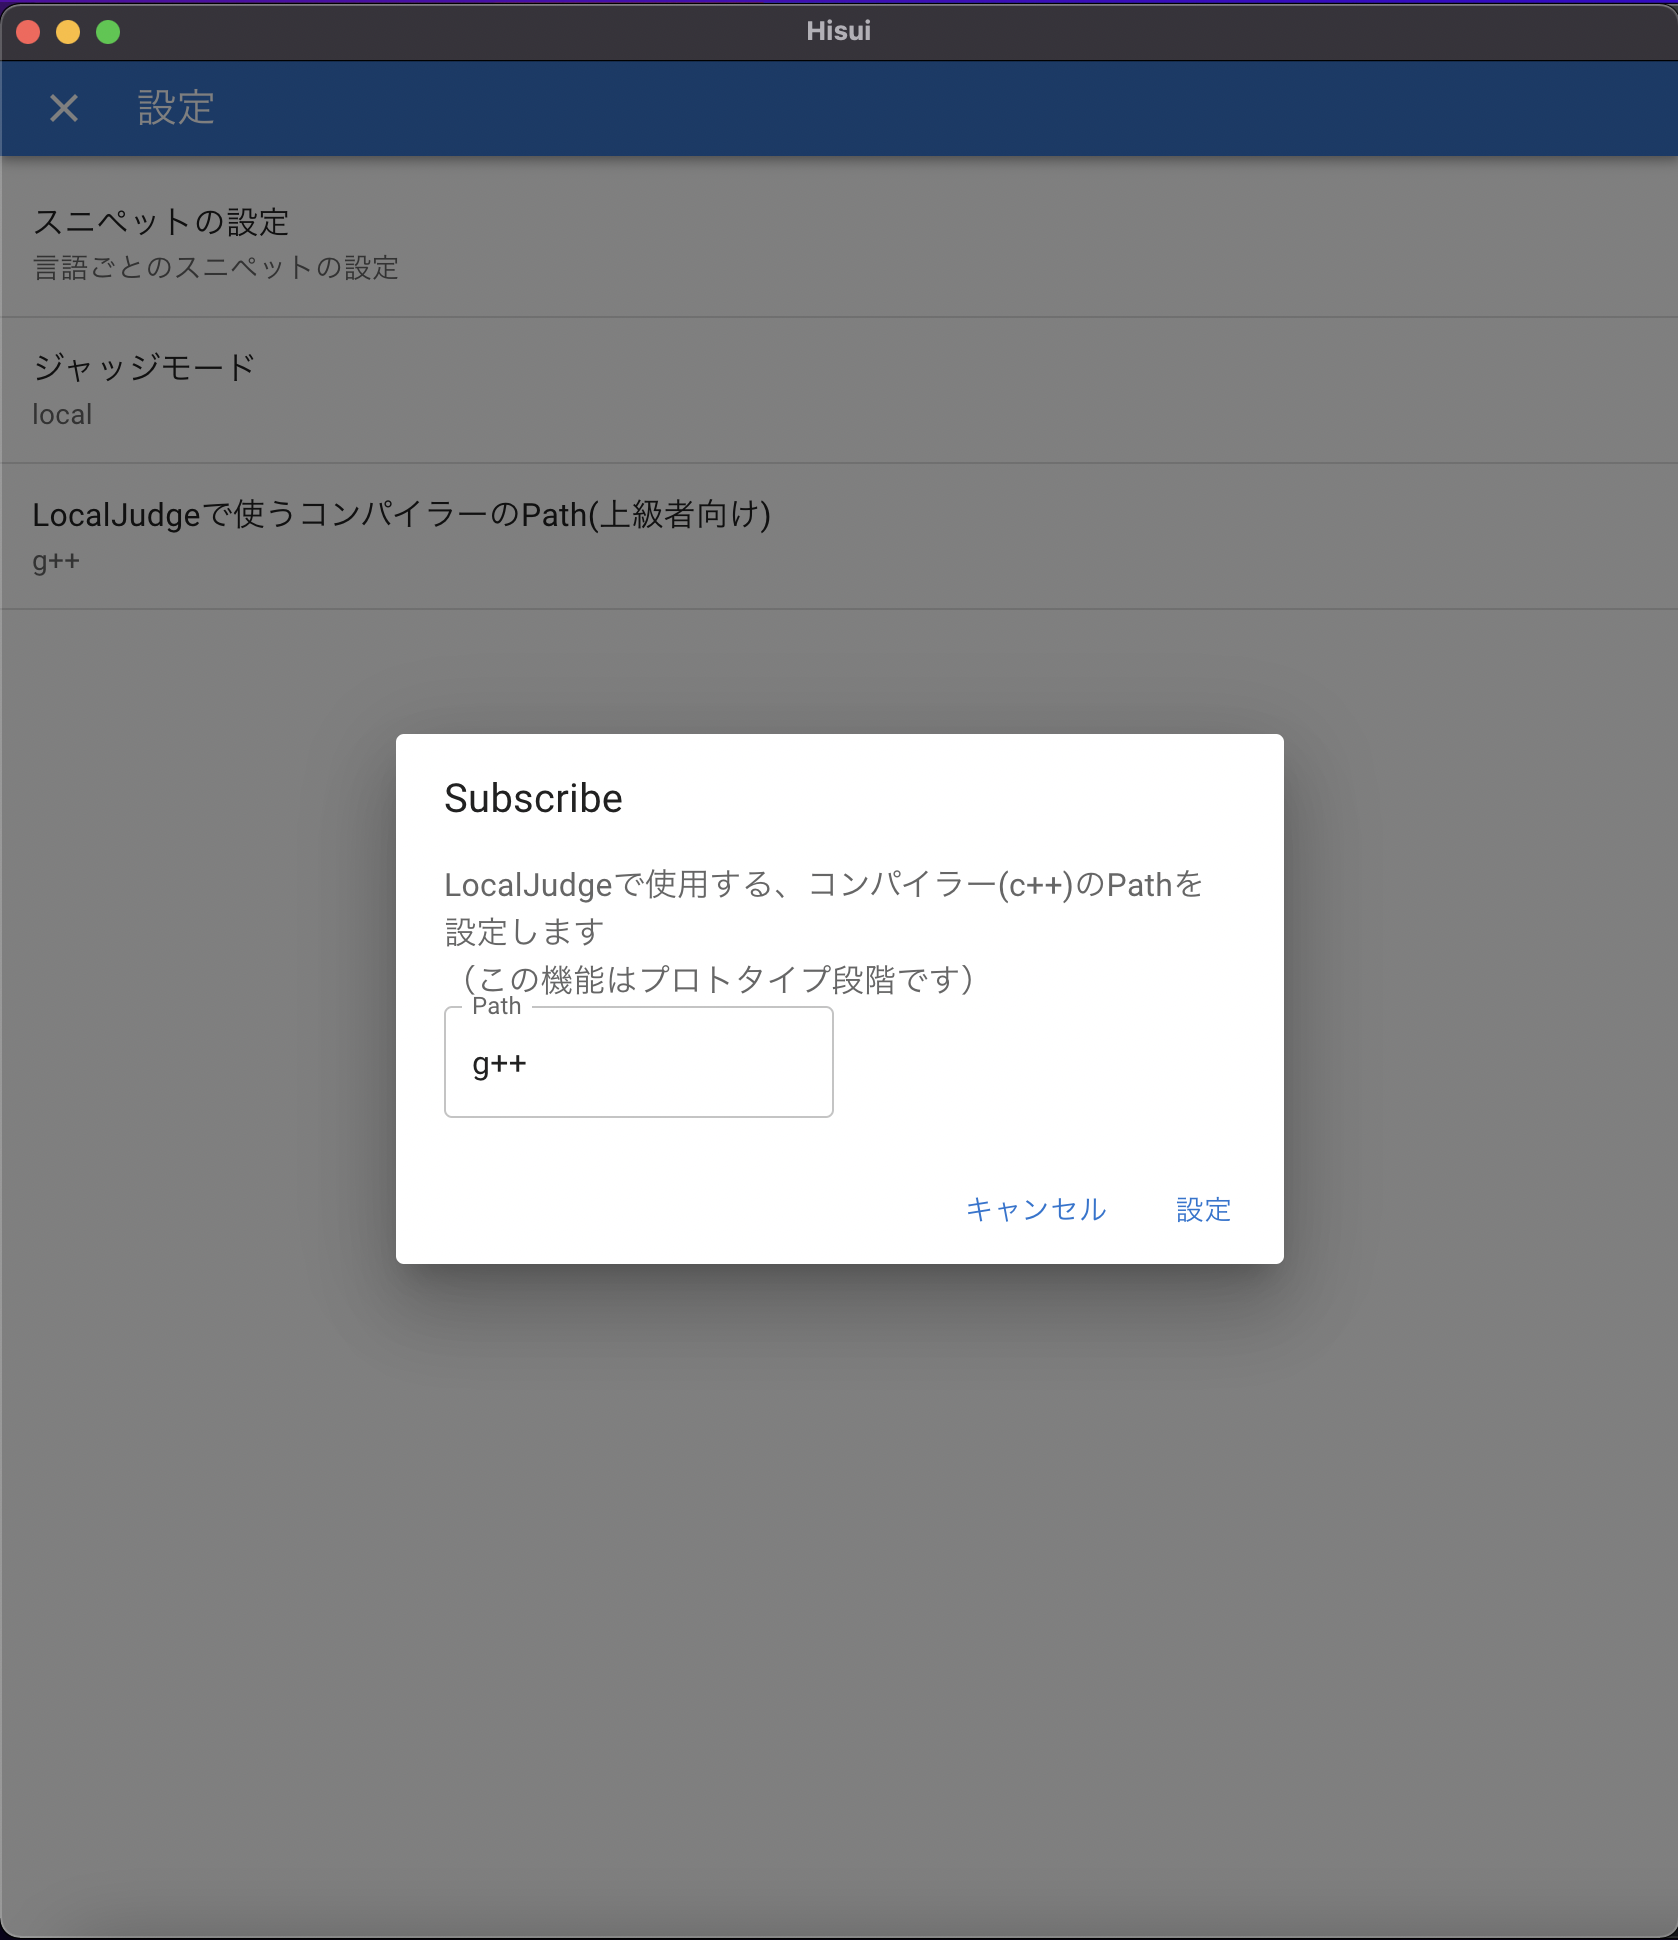 Hisui
設定
スニペットの設定
言語ごとのスニペットの設定
ジャッジモード
local
LocalJudgeで使うコンパイラーのPath(上級者向け)
g++
Subscribe
LocalJudgeで使用する、コンパイラー(c++)のPathを
設定します
（この機能はプロトタイプ段階です）
Path
g++
キャンセル 設定